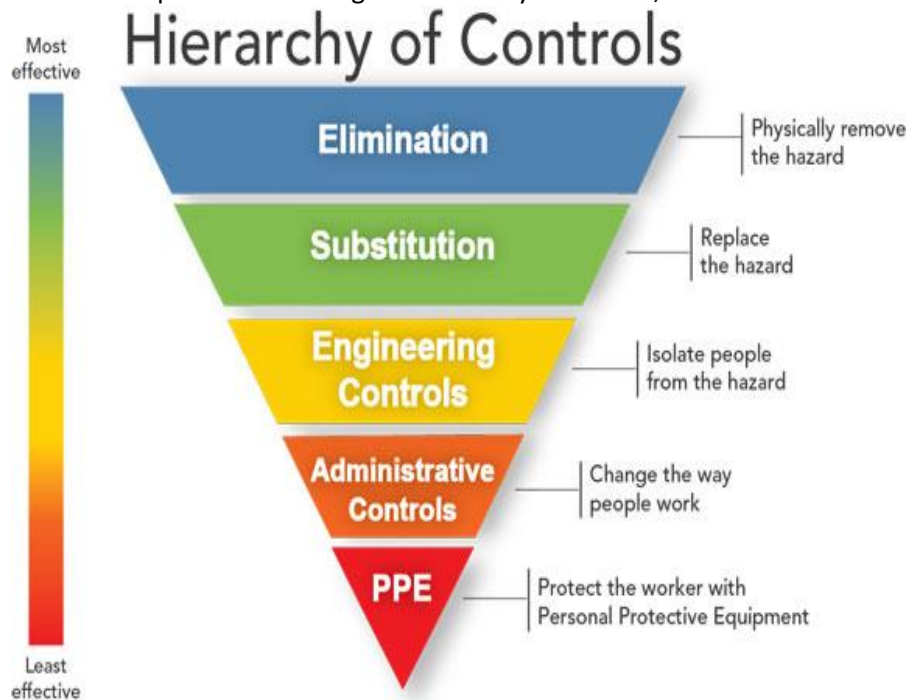 Hierarchy of Controls
Most
effective
Elimination
Physically remove
the hazard
Substitution
Replace
the hazard
Engineering
Controls
Isolate people
from the hazard
Administrative
Controls
Change the way
people work
PPE
Protect the worker with
Personal Protective Equipment
Least
effective